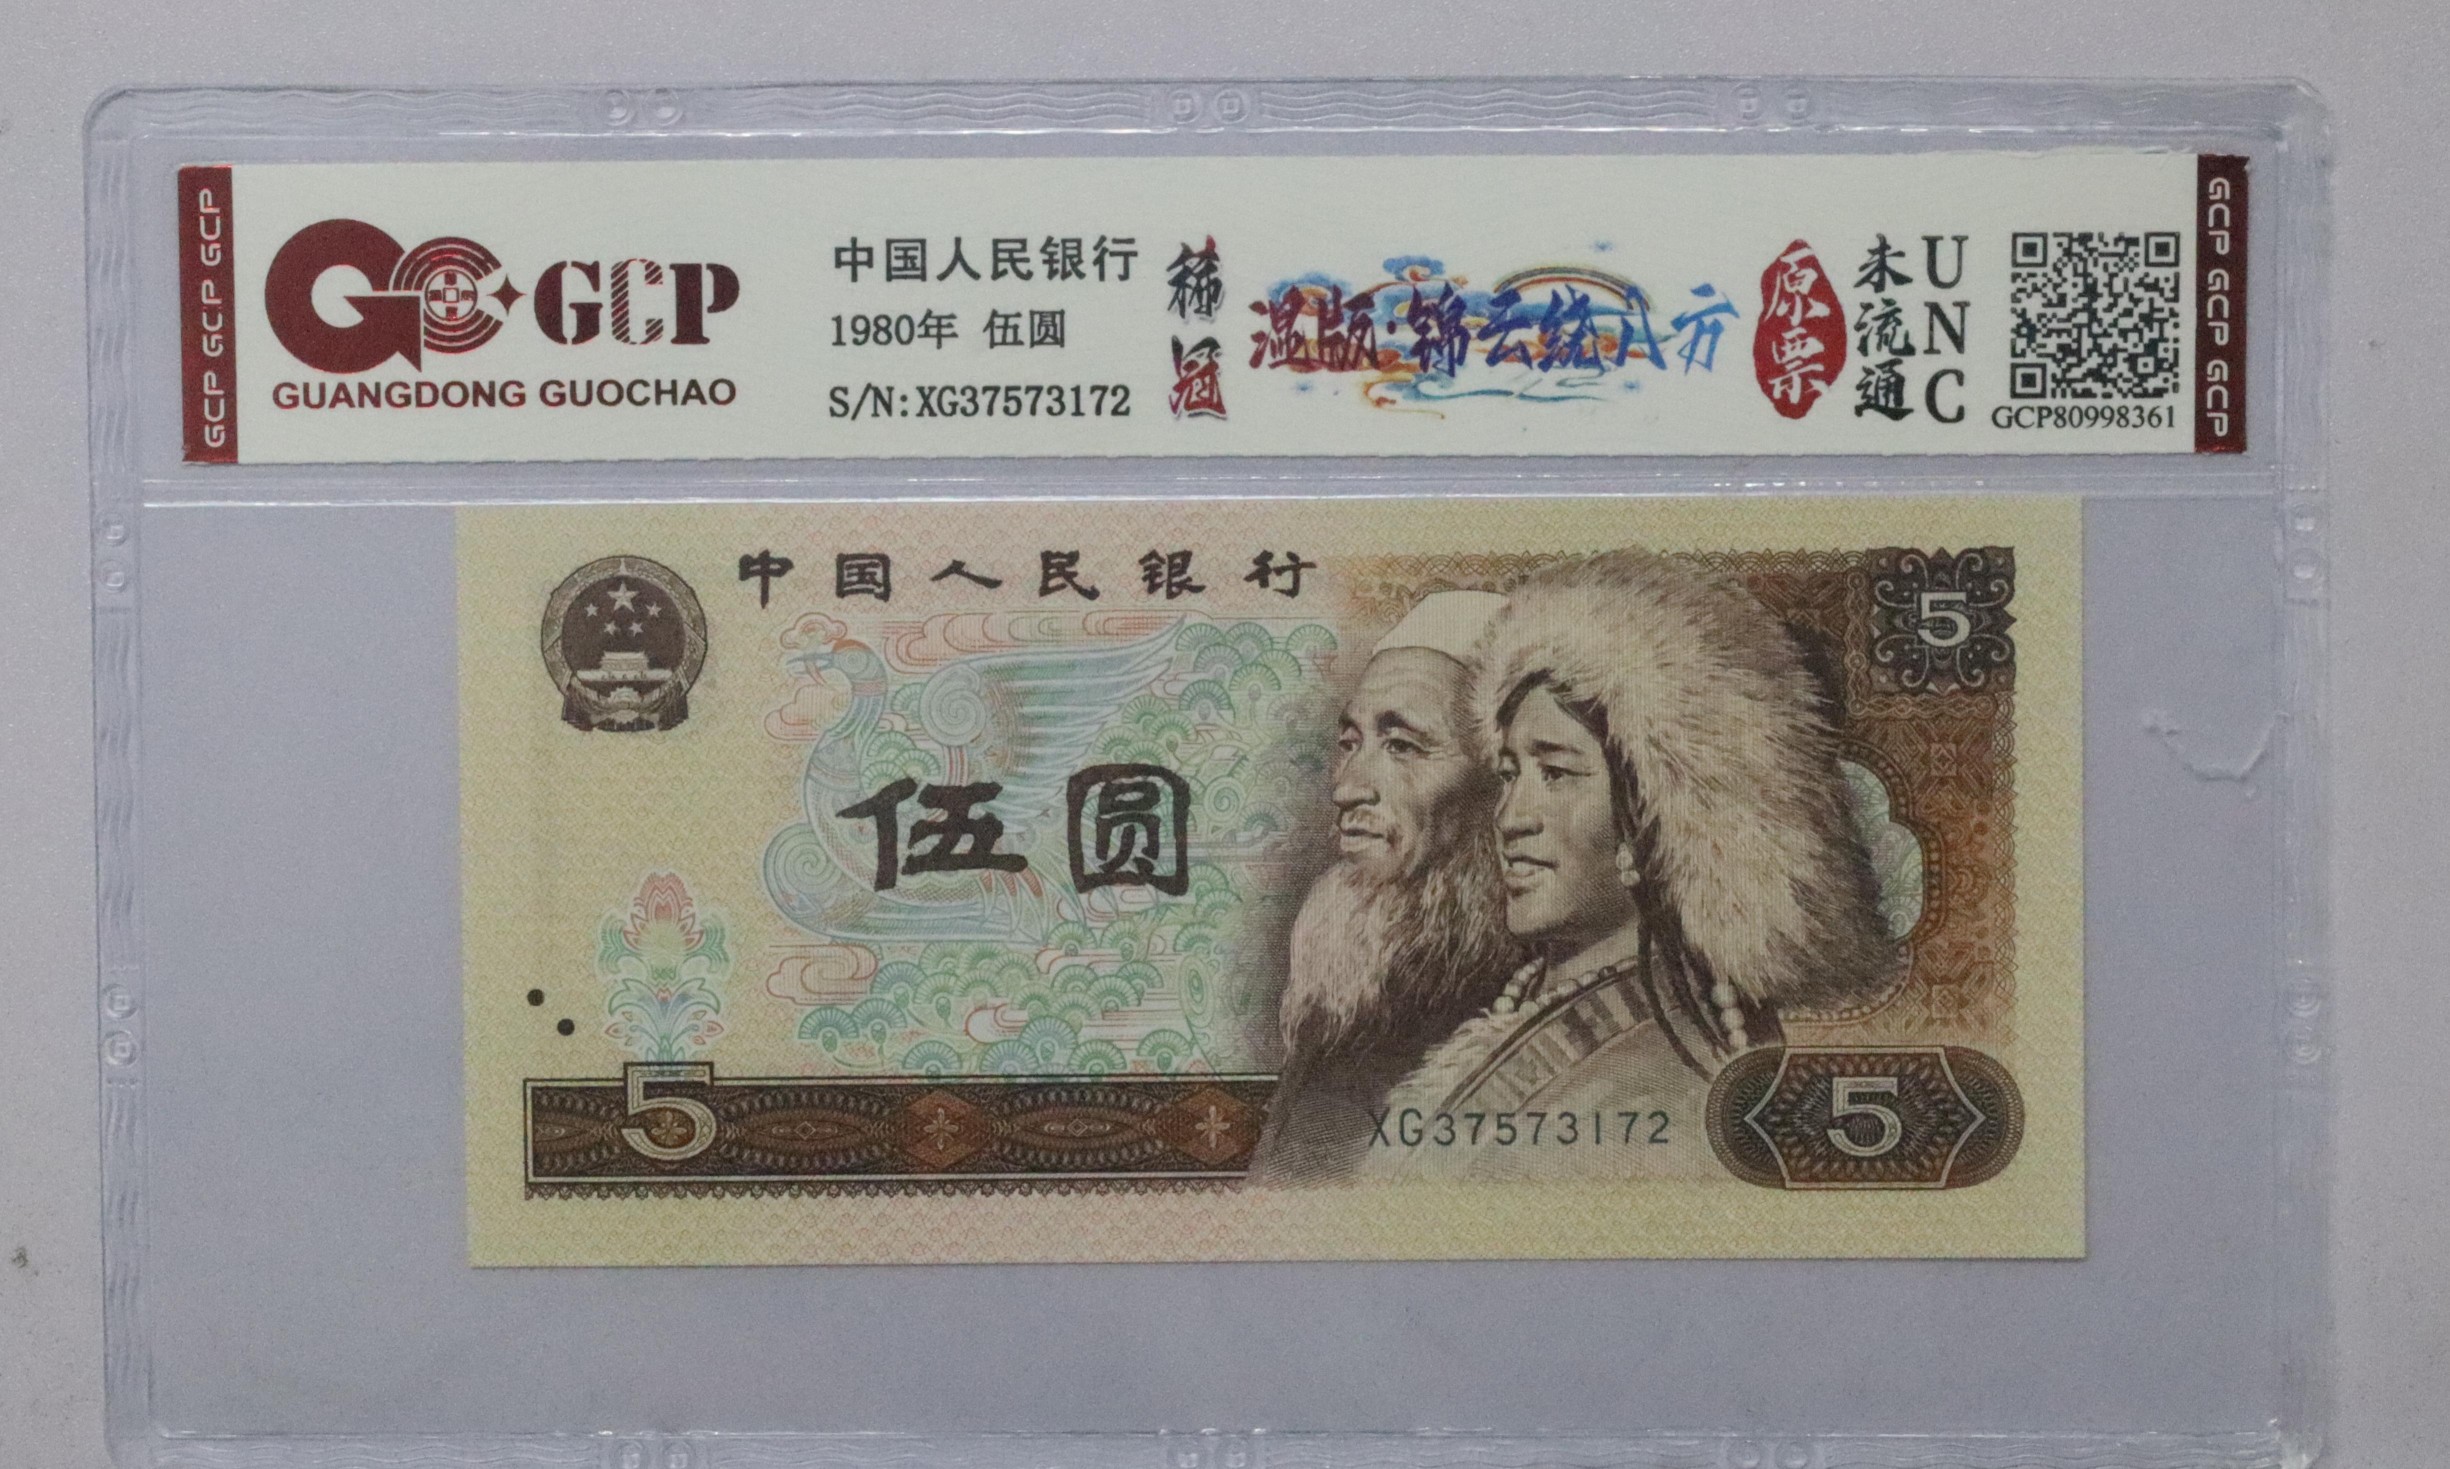 GCP GCP GCP
GCP
GUANGDONG GUOCHAO
中国人民银行
1980年 伍圆
S/N:XG37573172
稀冠
湿版·锦云绕八方
原票
未流通
UNC
GCP80998361
GCP GCP GCP
中国人民银行
5
伍圆
5
XG37573172
5